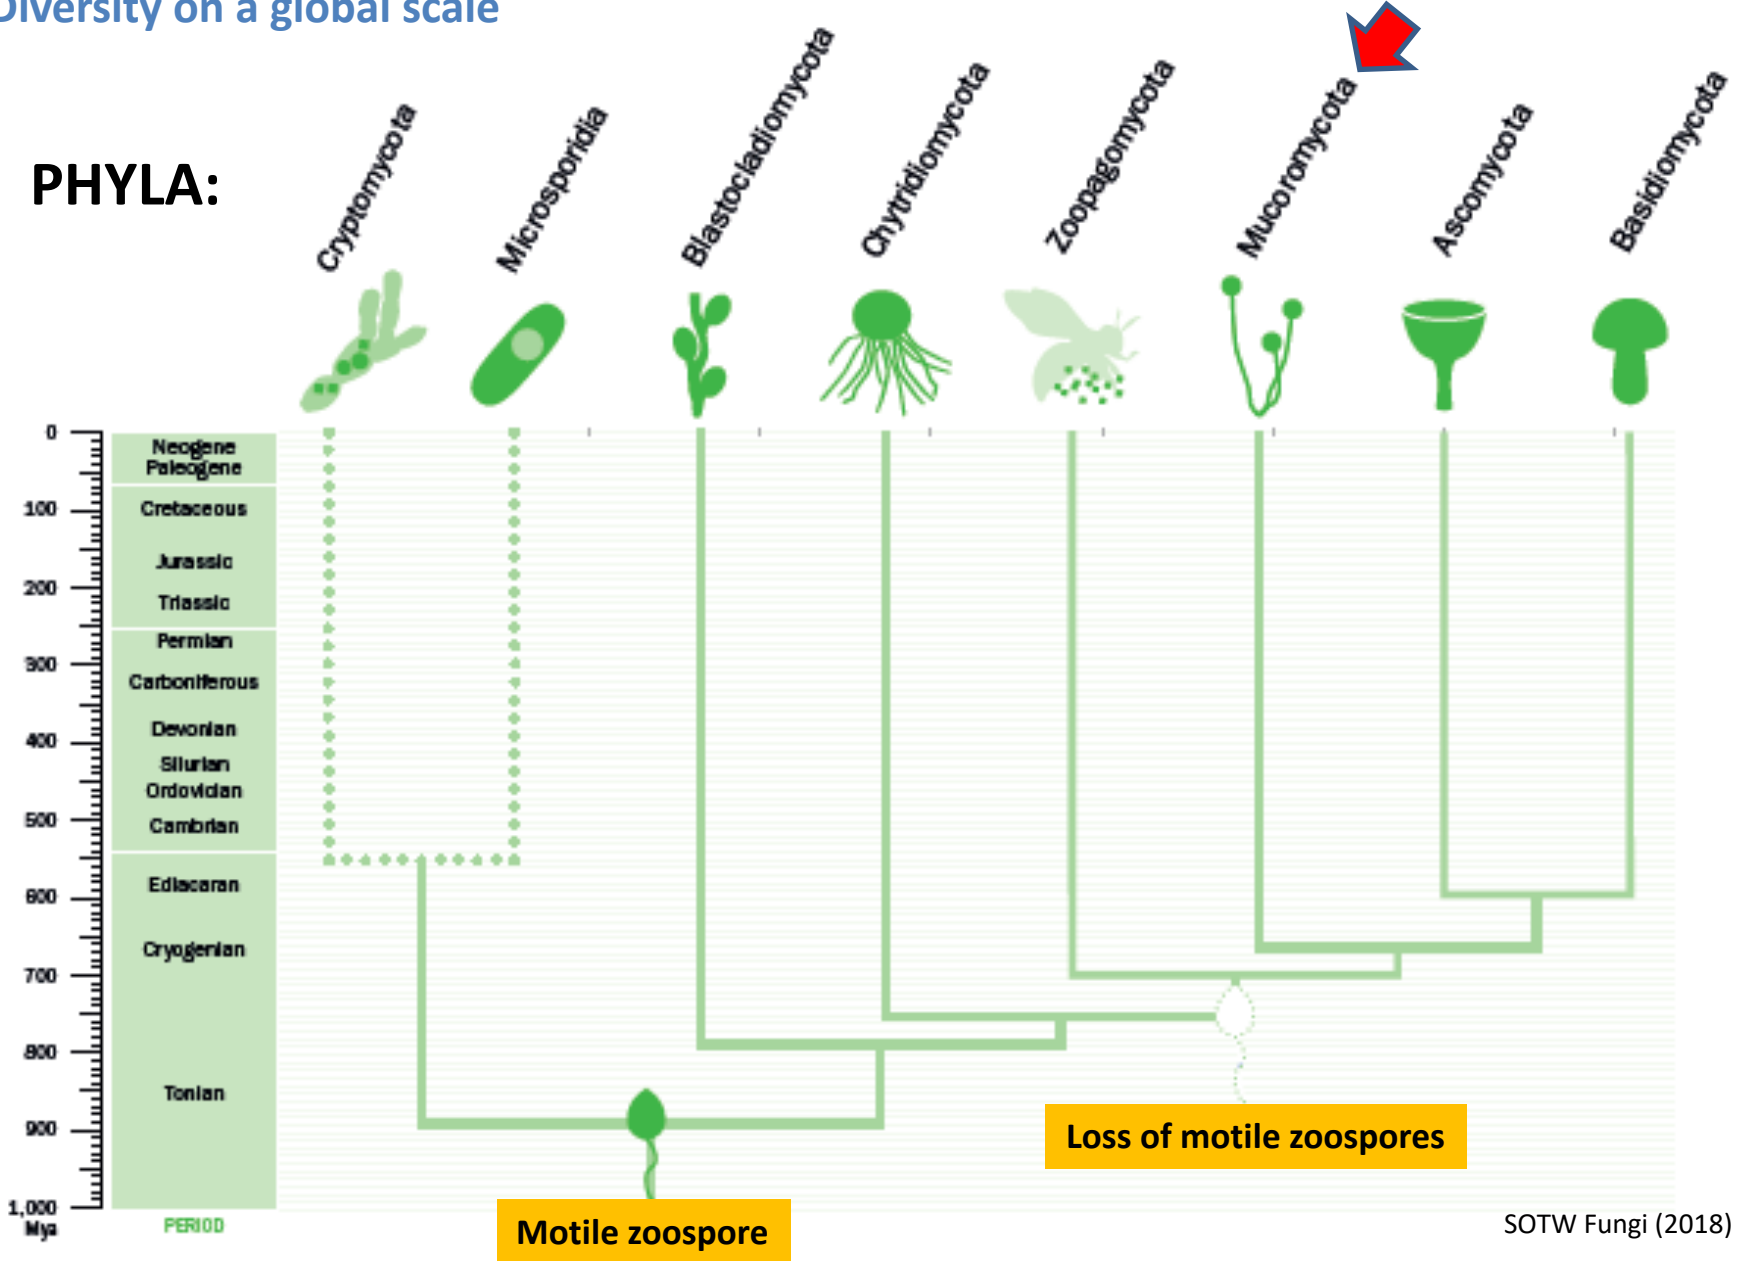 Diversity on a global scale
PHYLA:
Cryptomycota
Microsporidia
Blastocladiomycota
Chytridiomycota
Zoopagomycota
Mucoromycota
Ascomycota
Basidiomycota
0
100
200
300
400
500
600
700
800
900
1,000
Mya
Neogene
Paleogene
Cretaceous
Jurassic
Triassic
Permian
Carboniferous
Devonian
Silurian
Ordovician
Cambrian
Ediacaran
Cryogenian
Tonian
PERIOD
Loss of motile zoospores
Motile zoospore
SOTW Fungi (2018)